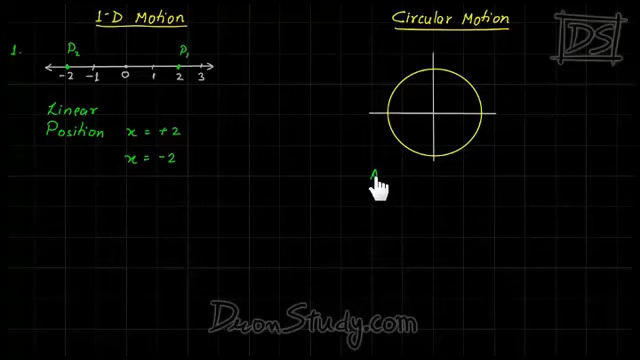 1-D Motion
Circular Motion
DS
1.
P2
P1
-2 -1 0 1 2 3
Linear
Position x = +2
x = -2
A
DronStudy.com